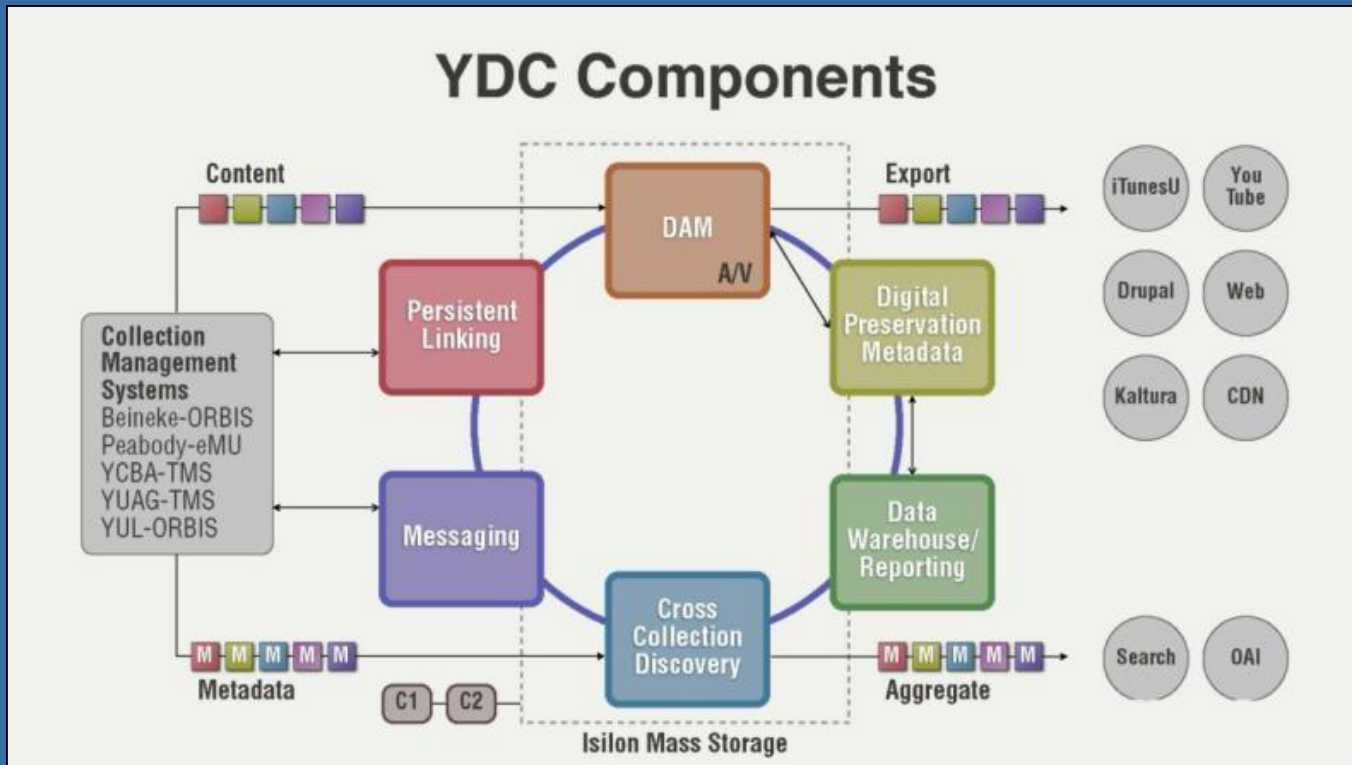 YDC Components
Content
Export
DAM
A/V
iTunesU
You
Tube
Persistent
Linking
Digital
Preservation
Metadata
Drupal
Web
Collection
Management
Systems
Beineke-ORBIS
Peabody-eMU
YCBA-TMS
YUAG-TMS
YUL-ORBIS
Kaltura
CDN
Messaging
Data
Warehouse/
Reporting
Cross
Collection
Discovery
M M M M M
Metadata
C1 C2
M M M M M
Aggregate
Search
OAI
Isilon Mass Storage